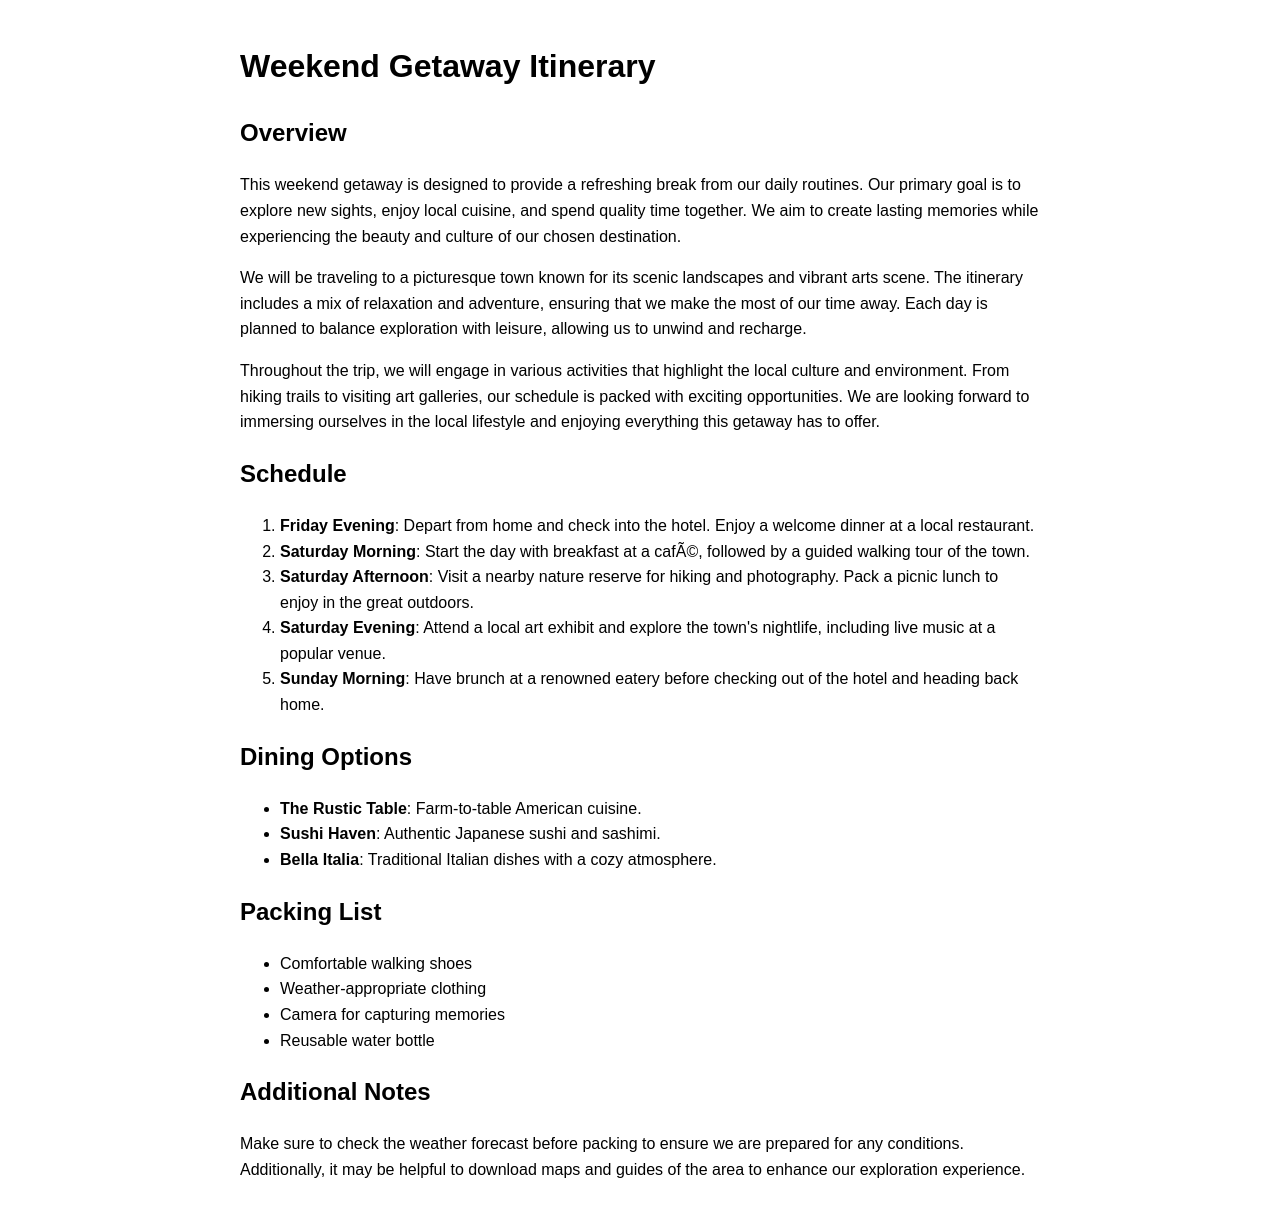 Weekend Getaway Itinerary
Overview
This weekend getaway is designed to provide a refreshing break from our daily routines. Our primary goal is to
explore new sights, enjoy local cuisine, and spend quality time together. We aim to create lasting memories while
experiencing the beauty and culture of our chosen destination.
We will be traveling to a picturesque town known for its scenic landscapes and vibrant arts scene. The itinerary
includes a mix of relaxation and adventure, ensuring that we make the most of our time away. Each day is
planned to balance exploration with leisure, allowing us to unwind and recharge.
Throughout the trip, we will engage in various activities that highlight the local culture and environment. From
hiking trails to visiting art galleries, our schedule is packed with exciting opportunities. We are looking forward to
immersing ourselves in the local lifestyle and enjoying everything this getaway has to offer.
Schedule
1. Friday Evening: Depart from home and check into the hotel. Enjoy a welcome dinner at a local restaurant.
2. Saturday Morning: Start the day with breakfast at a cafÃ©, followed by a guided walking tour of the town.
3. Saturday Afternoon: Visit a nearby nature reserve for hiking and photography. Pack a picnic lunch to
enjoy in the great outdoors.
4. Saturday Evening: Attend a local art exhibit and explore the town's nightlife, including live music at a
popular venue.
5. Sunday Morning: Have brunch at a renowned eatery before checking out of the hotel and heading back
home.
Dining Options
• The Rustic Table: Farm-to-table American cuisine.
• Sushi Haven: Authentic Japanese sushi and sashimi.
• Bella Italia: Traditional Italian dishes with a cozy atmosphere.
Packing List
• Comfortable walking shoes
• Weather-appropriate clothing
• Camera for capturing memories
• Reusable water bottle
Additional Notes
Make sure to check the weather forecast before packing to ensure we are prepared for any conditions.
Additionally, it may be helpful to download maps and guides of the area to enhance our exploration experience.